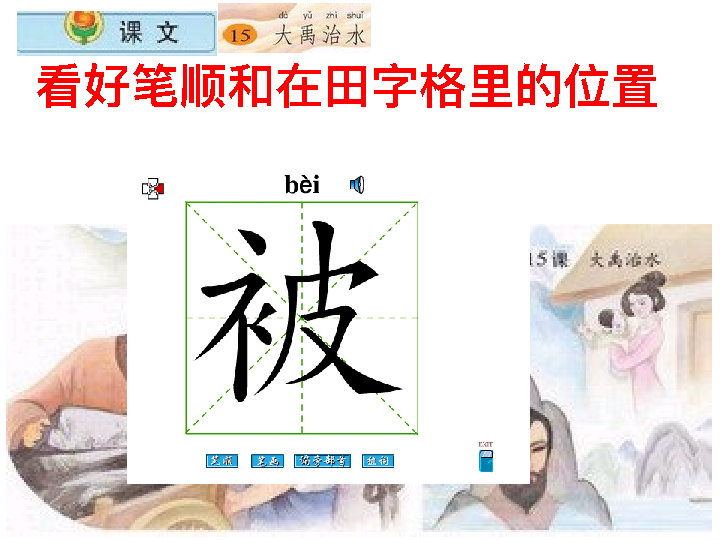 dà yǔ zhì shuǐ
课 文 15 大禹治水
看好笔顺和在田字格里的位置
bèi
被
15课 大禹治水
笔顺 笔画 偏旁部首 组词
EXIT